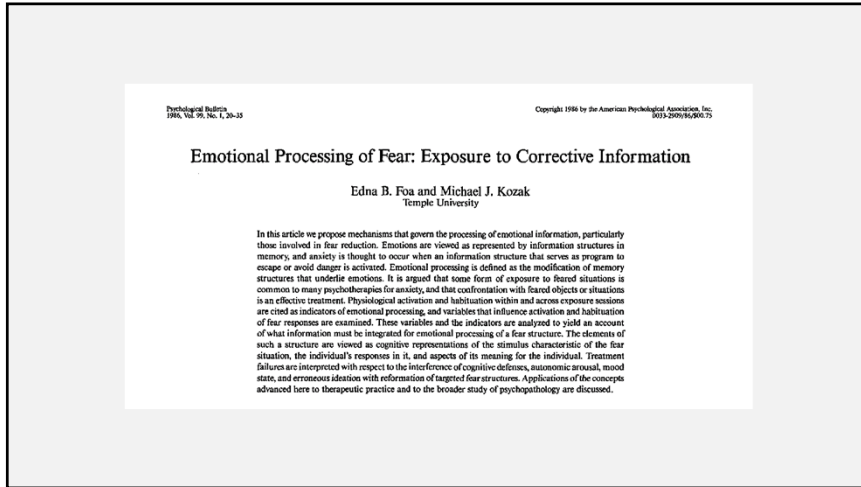 Psychological Bulletin
1986, Vol. 99, No. 1, 20-35
Copyright 1986 by the American Psychological Association, Inc.
0033-2909/86/$00.75
Emotional Processing of Fear: Exposure to Corrective Information
Edna B. Foa and Michael J. Kozak
Temple University
In this article we propose mechanisms that govern the processing of emotional information, particularly
those involved in fear reduction. Emotions are viewed as represented by information structures in
memory, and anxiety is thought to occur when an information structure that serves as program to
escape or avoid danger is activated. Emotional processing is defined as the modification of memory
structures that underlie emotions. It is argued that some form of exposure to feared situations is
common to many psychotherapies for anxiety, and that confrontation with feared objects or situations
is an effective treatment. Physiological activation and habituation within and across exposure sessions
are cited as indicators of emotional processing, and variables that influence activation and habituation
of fear responses are examined. These variables and the indicators are analyzed to yield an account
of what information must be integrated for emotional processing of a fear structure. The elements of
such a structure are viewed as cognitive representations of the stimulus characteristic of the fear
situation, the individual's responses in it, and aspects of its meaning for the individual. Treatment
failures are interpreted with respect to the interference of cognitive defenses, autonomic arousal, mood
state, and erroneous ideation with reformation of targeted fear structures. Applications of the concepts
advanced here to therapeutic practice and to the broader study of psychopathology are discussed.